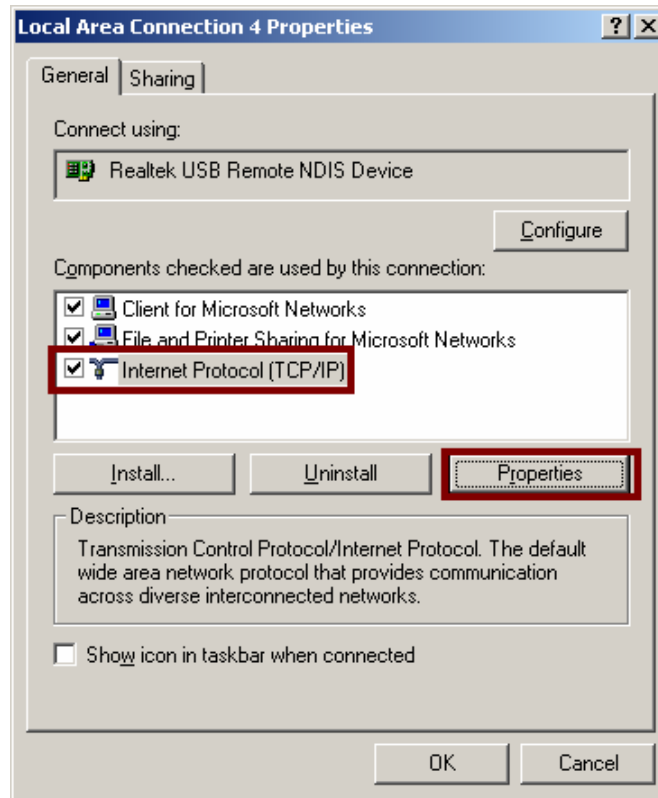 Local Area Connection 4 Properties
General Sharing
Connect using:
Realtek USB Remote NDIS Device
Configure
Components checked are used by this connection:
Client for Microsoft Networks
File and Printer Sharing for Microsoft Networks
Internet Protocol (TCP/IP)
Install... Uninstall Properties
Description
Transmission Control Protocol/Internet Protocol. The default
wide area network protocol that provides communication
across diverse interconnected networks.
Show icon in taskbar when connected
OK Cancel